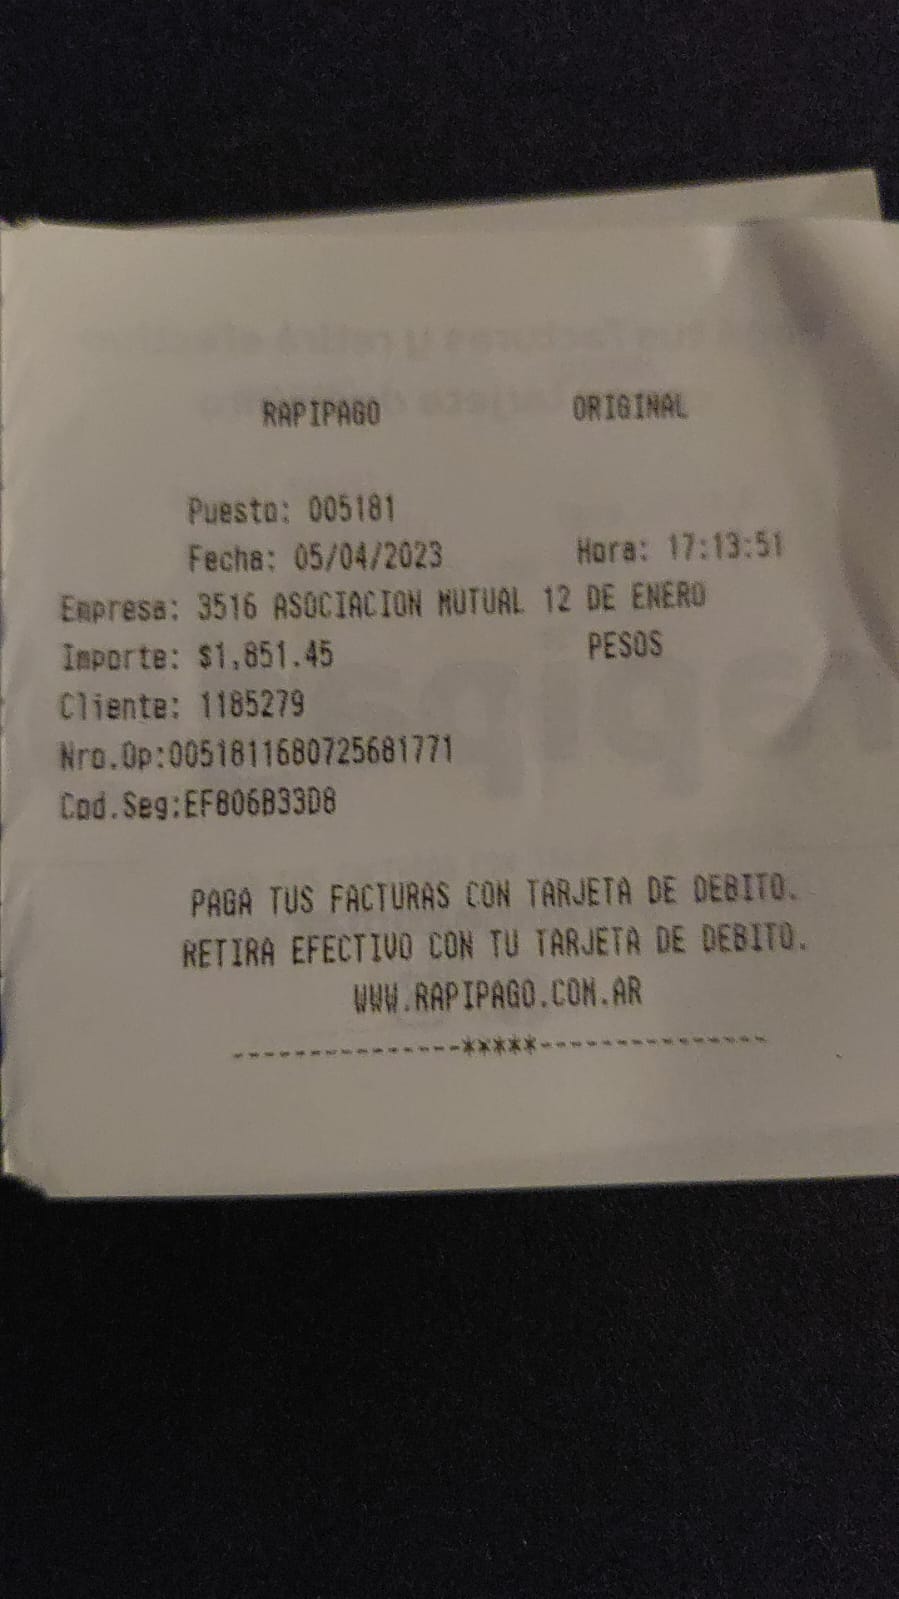 RAPIPAGO ORIGINAL
Puesto: 005181
Fecha: 05/04/2023 Hora: 17:13:51
Empresa: 3516 ASOCIACION MUTUAL 12 DE ENERO
Importe: $1,851.45 PESOS
Cliente: 1185279
Nro.Op:0051811680725681771
Cod.Seg:EF806B33D8
PAGA TUS FACTURAS CON TARJETA DE DEBITO.
RETIRA EFECTIVO CON TU TARJETA DE DEBITO.
WWW.RAPIPAGO.COM.AR
---------------*****---------------